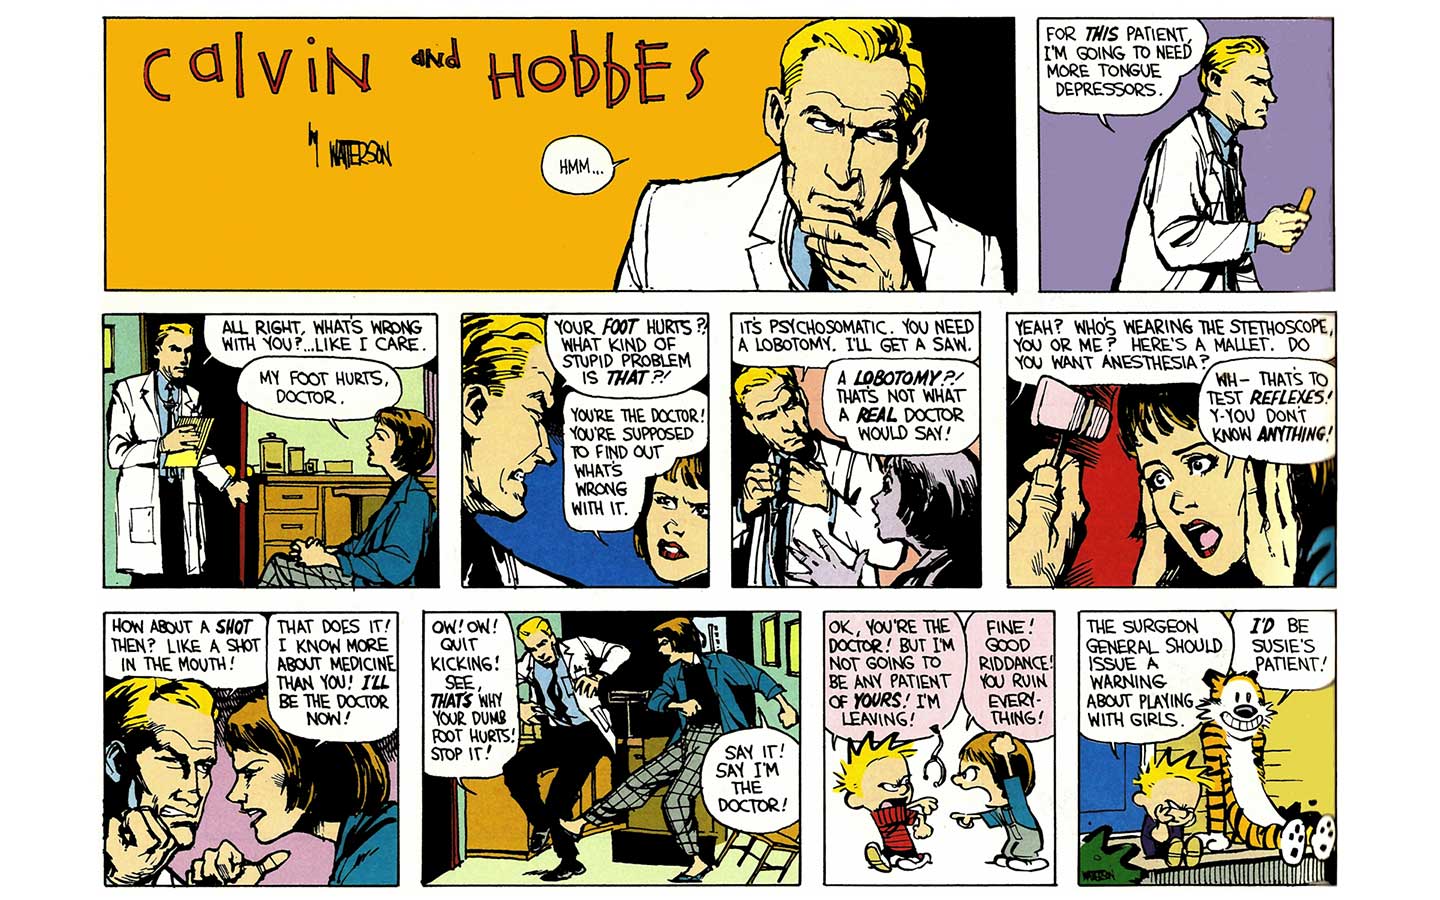 Calvin and Hobbes
by WATTERSON
HMM...
FOR THIS PATIENT,
I'M GOING TO NEED
MORE TONGUE
DEPRESSORS.
ALL RIGHT, WHAT'S WRONG
WITH YOU?...LIKE I CARE.
MY FOOT HURTS,
DOCTOR.
YOUR FOOT HURTS?!
WHAT KIND OF
STUPID PROBLEM
IS THAT?!
YOU'RE THE DOCTOR!
YOU'RE SUPPOSED
TO FIND OUT
WHAT'S
WRONG
WITH IT.
IT'S PSYCHOSOMATIC. YOU NEED
A LOBOTOMY. I'LL GET A SAW.
A LOBOTOMY?!
THAT'S NOT WHAT
A REAL DOCTOR
WOULD SAY!
YEAH? WHO'S WEARING THE STETHOSCOPE,
YOU OR ME? HERE'S A MALLET. DO
YOU WANT ANESTHESIA?
WH- THAT'S TO
TEST REFLEXES!
Y-YOU DON'T
KNOW ANYTHING!
HOW ABOUT A SHOT
THEN? LIKE A SHOT
IN THE MOUTH!
THAT DOES IT!
I KNOW MORE
ABOUT MEDICINE
THAN YOU! I'LL
BE THE DOCTOR
NOW!
OW! OW!
QUIT
KICKING!
SEE,
THATS WHY
YOUR DUMB
FOOT HURTS!
STOP IT!
SAY IT!
SAY I'M
THE
DOCTOR!
OK, YOU'RE THE
DOCTOR! BUT I'M
NOT GOING TO
BE ANY PATIENT
OF YOURS! I'M
LEAVING!
FINE!
GOOD
RIDDANCE!
YOU RUIN
EVERY-
THING!
THE SURGEON
GENERAL SHOULD
ISSUE A
WARNING
ABOUT PLAYING
WITH GIRLS.
I'D BE
SUSIE'S
PATIENT!
WATTERSON